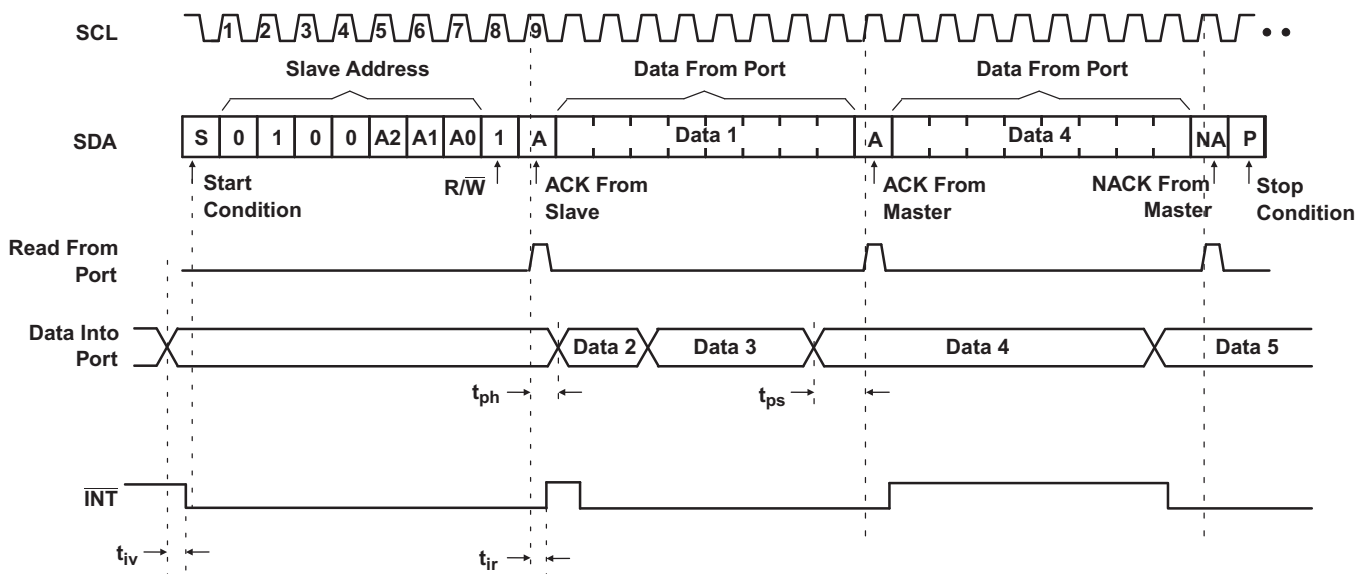 SCL
1 2 3 4 5 6 7 8 9
Slave Address
Data From Port
Data From Port
SDA
S 0 1 0 0 A2 A1 A0 1 A Data 1 A Data 4 NA P
Start
Condition
R/W̅
ACK From
Slave
ACK From
Master
NACK From
Master
Stop
Condition
Read From
Port
Data Into
Port
Data 2 Data 3 Data 4 Data 5
tph
tps
I̅N̅T̅
tiv
tir